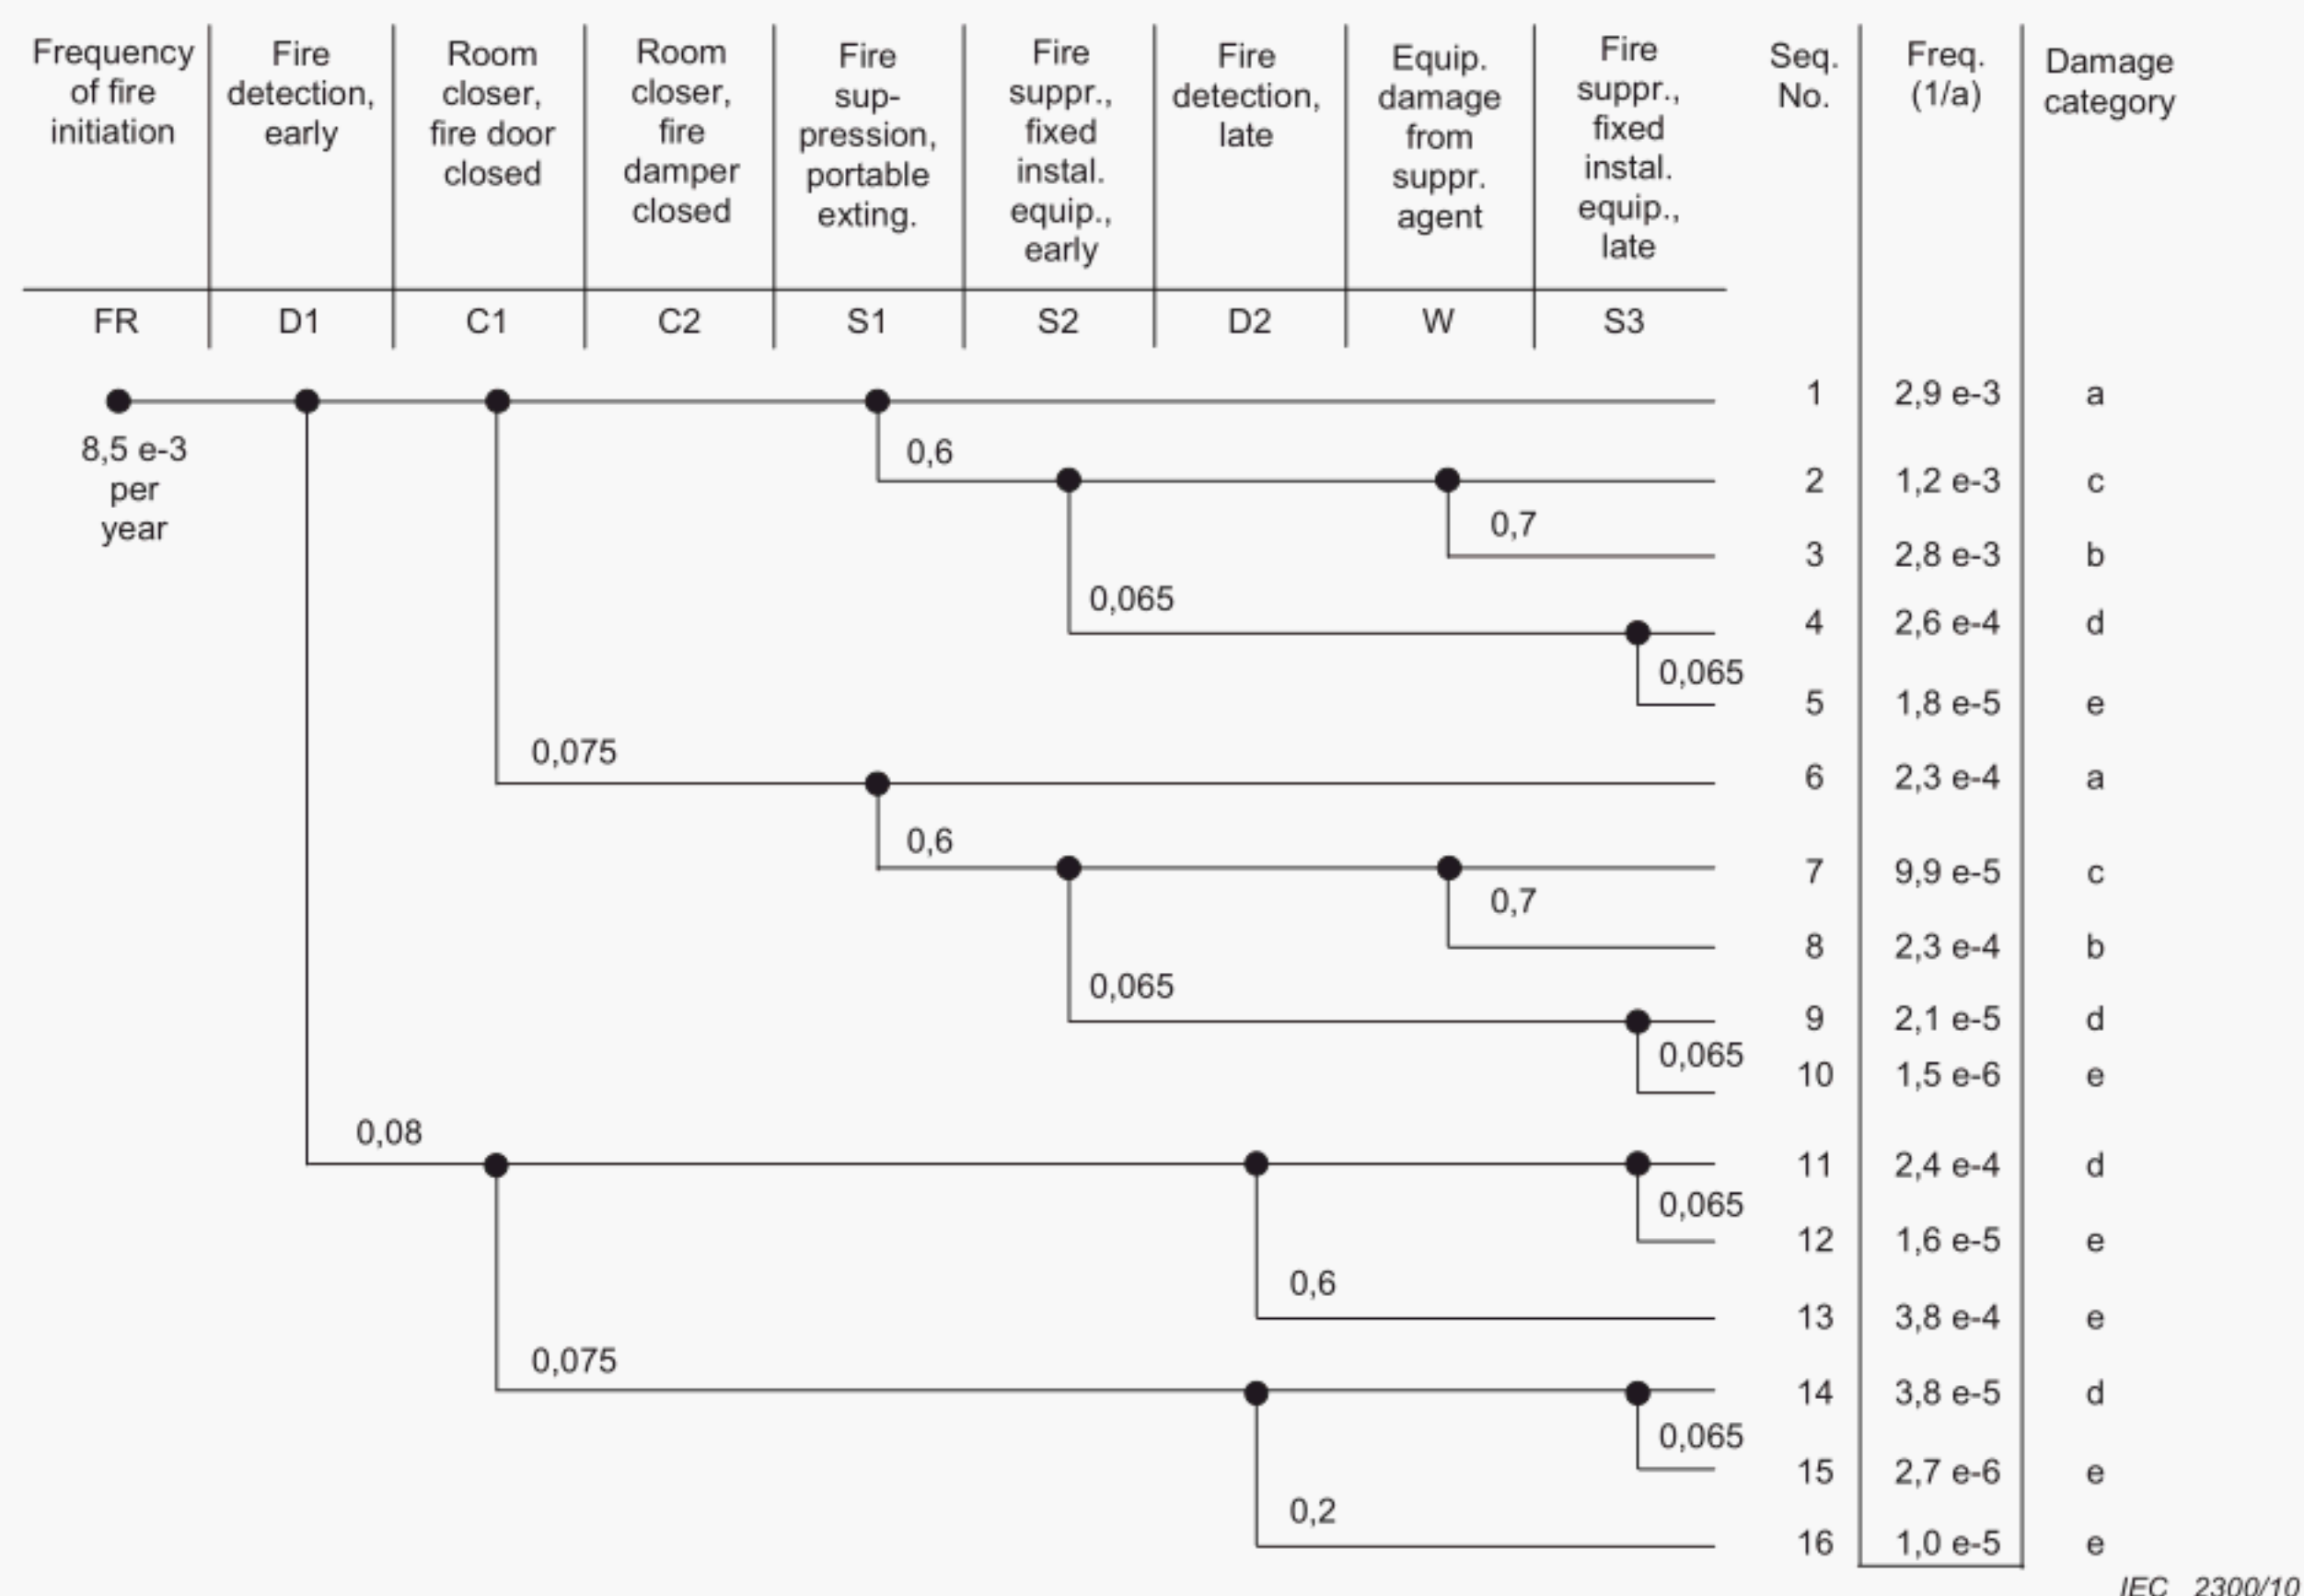 Frequency
of fire
initiation
Fire
detection,
early
Room
closer,
fire door
closed
Room
closer,
fire
damper
closed
Fire
sup-
pression,
portable
exting.
Fire
suppr.,
fixed
instal.
equip.,
early
Fire
detection,
late
Equip.
damage
from
suppr.
agent
Fire
suppr.,
fixed
instal.
equip.,
late
Seq.
No.
Freq.
(1/a)
Damage
category
FR D1 C1 C2 S1 S2 D2 W S3
8,5 e-3
per
year
1 2,9 e-3 a
0,6
2 1,2 e-3 c
0,7
3 2,8 e-3 b
0,065
4 2,6 e-4 d
0,065
5 1,8 e-5 e
0,075
6 2,3 e-4 a
0,6
7 9,9 e-5 c
0,7
8 2,3 e-4 b
0,065
9 2,1 e-5 d
0,065
10 1,5 e-6 e
0,08
11 2,4 e-4 d
0,065
12 1,6 e-5 e
0,6
13 3,8 e-4 e
0,075
14 3,8 e-5 d
0,065
15 2,7 e-6 e
0,2
16 1,0 e-5 e
IEC 2300/10